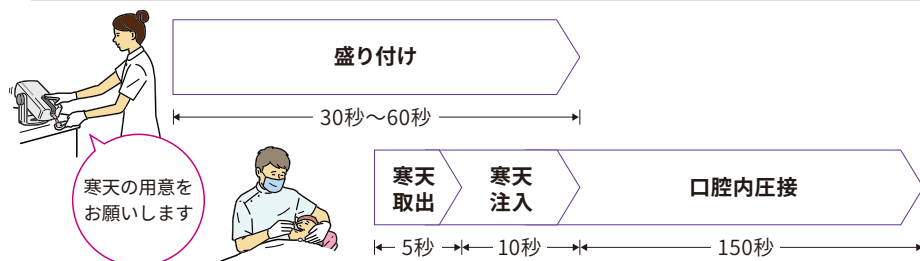 盛り付け
30秒～60秒
寒天の用意を
お願いします
寒天
取出
寒天
注入
口腔内圧接
5秒
10秒
150秒